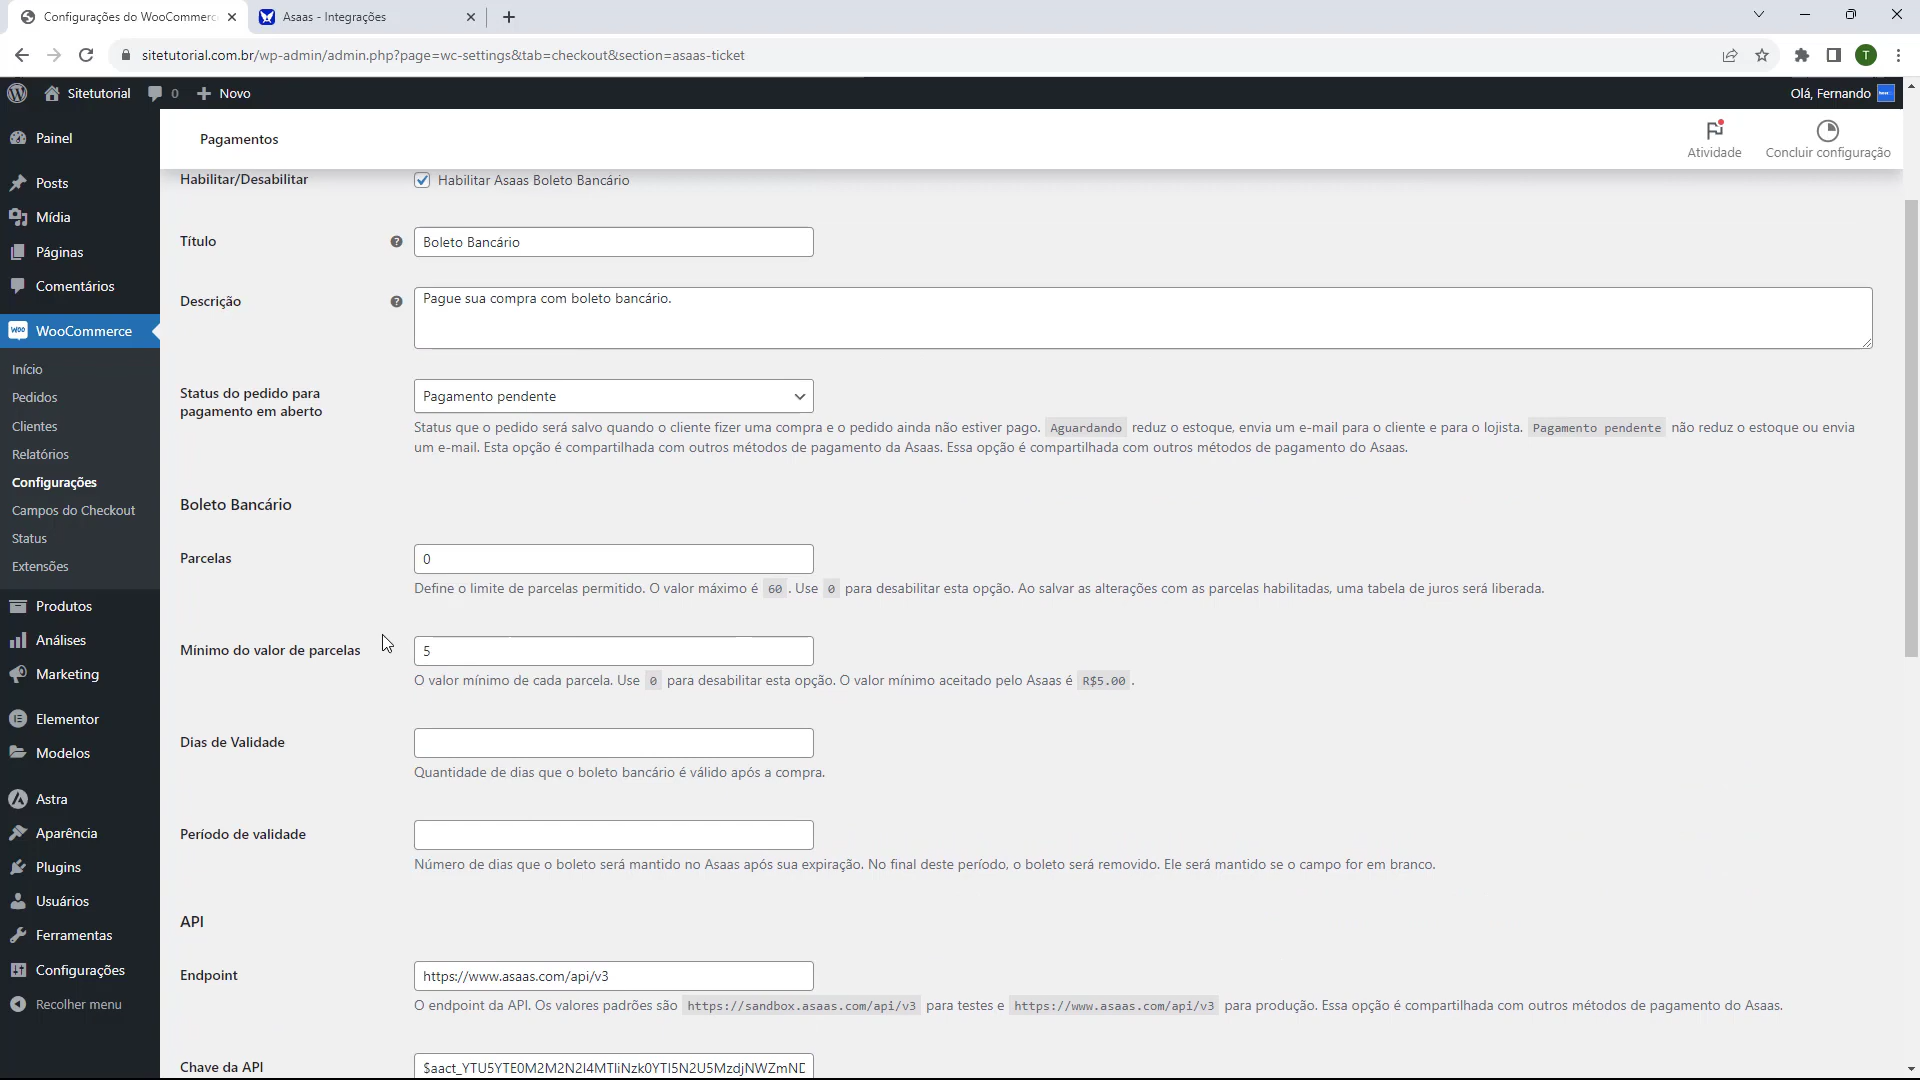 Configurações do WooCommerc
Asaas - Integrações
sitetutorial.com.br/wp-admin/admin.php?page=wc-settings&tab=checkout&section=asaas-ticket
T
Sitetutorial
0
Novo
Olá, Fernando
Painel
Posts
Mídia
Páginas
Comentários
WooCommerce
Início
Pedidos
Clientes
Relatórios
Configurações
Campos do Checkout
Status
Extensões
Produtos
Análises
Marketing
Elementor
Modelos
Astra
Aparência
Plugins
Usuários
Ferramentas
Configurações
Recolher menu
Pagamentos
Atividade
Concluir configuração
Habilitar/Desabilitar
Habilitar Asaas Boleto Bancário
Título
Boleto Bancário
Descrição
Pague sua compra com boleto bancário.
Status do pedido para
pagamento em aberto
Pagamento pendente
Status que o pedido será salvo quando o cliente fizer uma compra e o pedido ainda não estiver pago. Aguardando reduz o estoque, envia um e-mail para o cliente e para o lojista. Pagamento pendente não reduz o estoque ou envia
um e-mail. Esta opção é compartilhada com outros métodos de pagamento da Asaas. Essa opção é compartilhada com outros métodos de pagamento do Asaas.
Boleto Bancário
Parcelas
0
Define o limite de parcelas permitido. O valor máximo é 60 . Use 0 para desabilitar esta opção. Ao salvar as alterações com as parcelas habilitadas, uma tabela de juros será liberada.
Mínimo do valor de parcelas
5
O valor mínimo de cada parcela. Use 0 para desabilitar esta opção. O valor mínimo aceitado pelo Asaas é R$5.00 .
Dias de Validade
Quantidade de dias que o boleto bancário é válido após a compra.
Período de validade
Número de dias que o boleto será mantido no Asaas após sua expiração. No final deste período, o boleto será removido. Ele será mantido se o campo for em branco.
API
Endpoint
https://www.asaas.com/api/v3
O endpoint da API. Os valores padrões são https://sandbox.asaas.com/api/v3 para testes e https://www.asaas.com/api/v3 para produção. Essa opção é compartilhada com outros métodos de pagamento do Asaas.
Chave da API